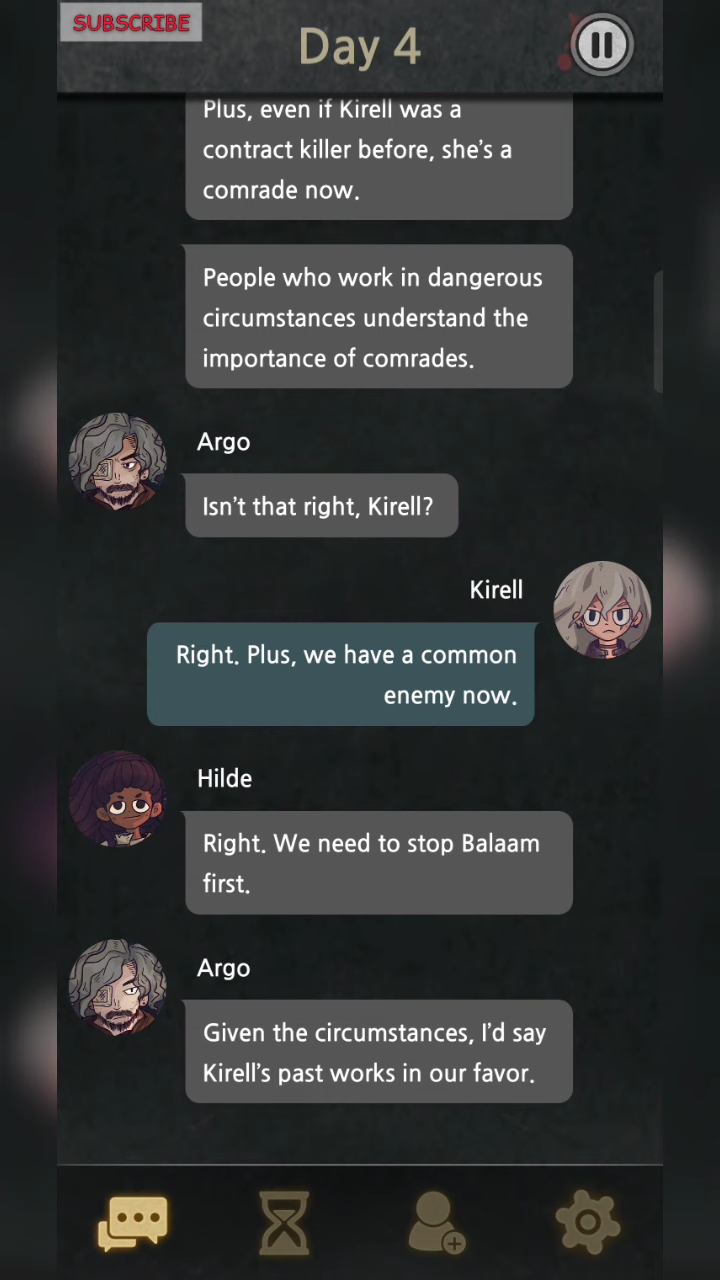 SUBSCRIBE
Day 4
Plus, even if Kirell was a
contract killer before, she’s a
comrade now.
People who work in dangerous
circumstances understand the
importance of comrades.
Argo
Isn’t that right, Kirell?
Kirell
Right. Plus, we have a common
enemy now.
Hilde
Right. We need to stop Balaam
first.
Argo
Given the circumstances, I’d say
Kirell’s past works in our favor.